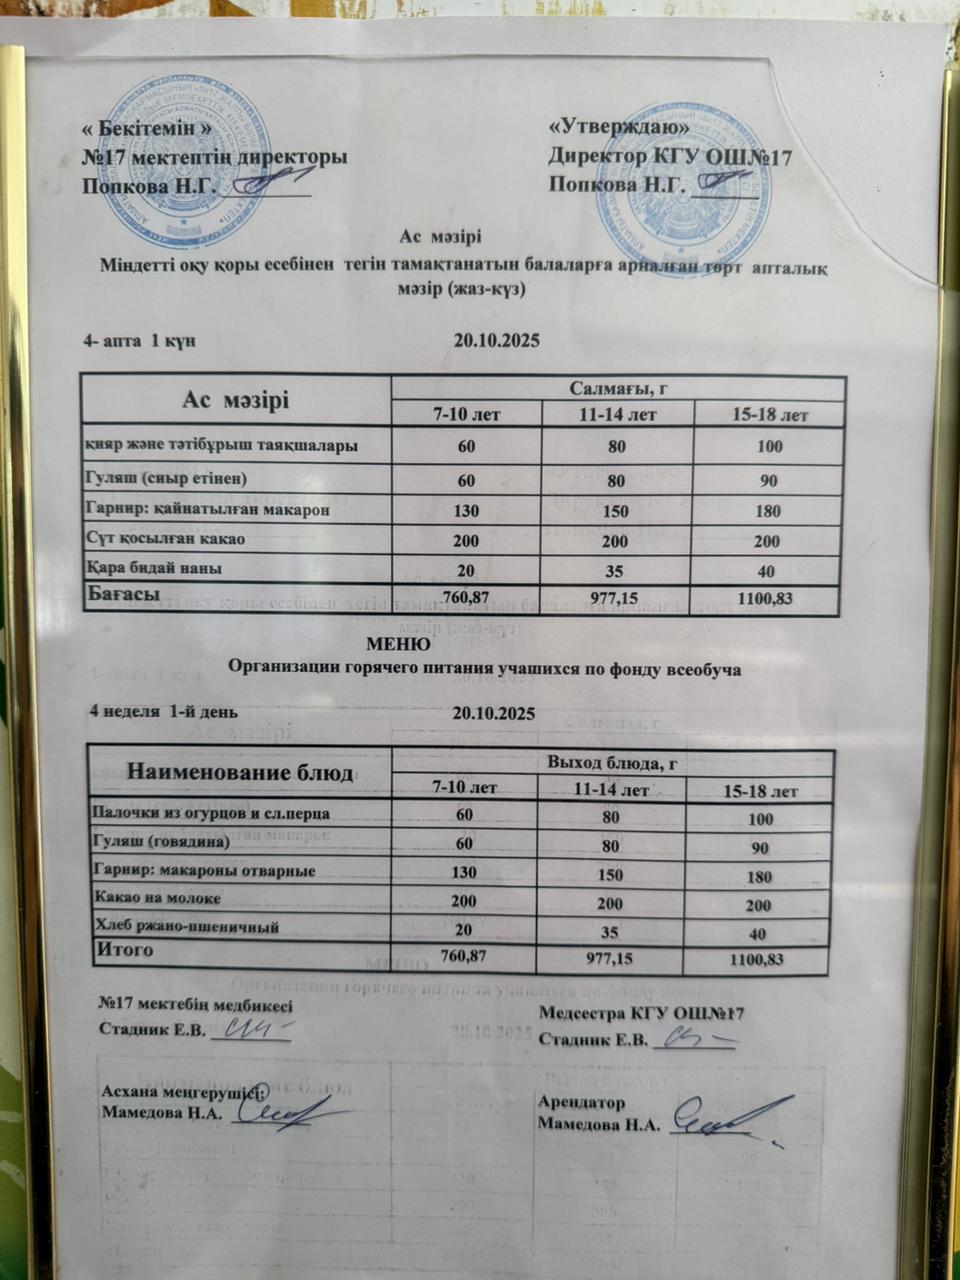 « Бекітемін »
№17 мектептің директоры
Попкова Н.Г.
«Утверждаю»
Директор КГУ ОШ№17
Попкова Н.Г.
Ас мәзірі
Міндетті оқу қоры есебінен тегін тамақтанатын балаларға арналған төрт апталық
мәзір (жаз-күз)
4- апта 1 күн 20.10.2025
Ас мәзірі Салмағы, г
7-10 лет 11-14 лет 15-18 лет
қияр және тәтібұрыш таяқшалары 60 80 100
Гуляш (сиыр етінен) 60 80 90
Гарнир: қайнатылған макарон 130 150 180
Сүт қосылған какао 200 200 200
Қара бидай наны 20 35 40
Бағасы 760,87 977,15 1100,83
МЕНЮ
Организации горячего питания учашихся по фонду всеобуча
4 неделя 1-й день 20.10.2025
Наименование блюд Выход блюда, г
7-10 лет 11-14 лет 15-18 лет
Палочки из огурцов и сл.перца 60 80 100
Гуляш (говядина) 60 80 90
Гарнир: макароны отварные 130 150 180
Какао на молоке 200 200 200
Хлеб ржано-пшеничный 20 35 40
Итого 760,87 977,15 1100,83
№17 мектебің медбикесі
Стадник Е.В.
Медсестра КГУ ОШ№17
Стадник Е.В.
Асхана меңгерушісі:
Мамедова Н.А.
Арендатор
Мамедова Н.А.